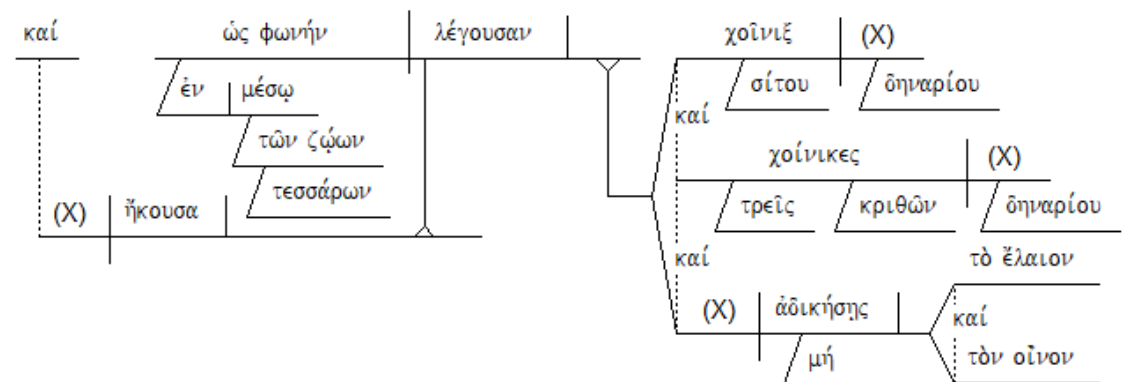 καί ὡς φωνήν λέγουσαν χοῖνιξ (X)
ἐν μέσῳ σίτου δηναρίου
καί
τῶν ζῴων
χοίνικες (X)
τεσσάρων
(X) ἤκουσα τρεῖς κριθῶν δηναρίου
καί τὸ ἔλαιον
(X) ἀδικήσῃς
καί
μή τὸν οἶνον